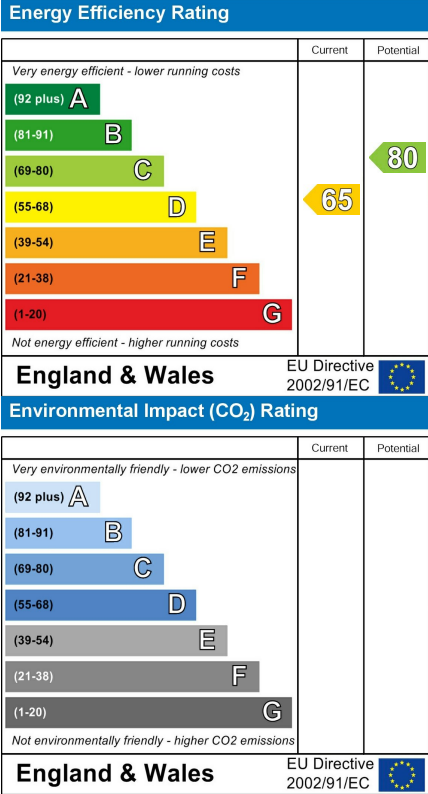 Energy Efficiency Rating
Current Potential
Very energy efficient - lower running costs
(92 plus) A
(81-91) B
(69-80) C
80
(55-68) D
65
(39-54) E
(21-38) F
(1-20) G
Not energy efficient - higher running costs
England & Wales
EU Directive
2002/91/EC
Environmental Impact (CO₂) Rating
Current Potential
Very environmentally friendly - lower CO2 emissions
(92 plus) A
(81-91) B
(69-80) C
(55-68) D
(39-54) E
(21-38) F
(1-20) G
Not environmentally friendly - higher CO2 emissions
England & Wales
EU Directive
2002/91/EC